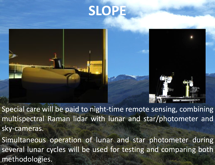 SLOPE
Special care will be paid to night-time remote sensing, combining
multispectral Raman lidar with lunar and star/photometer and
sky-cameras.
Simultaneous operation of lunar and star photometer during
several lunar cycles will be used for testing and comparing both
methodologies.